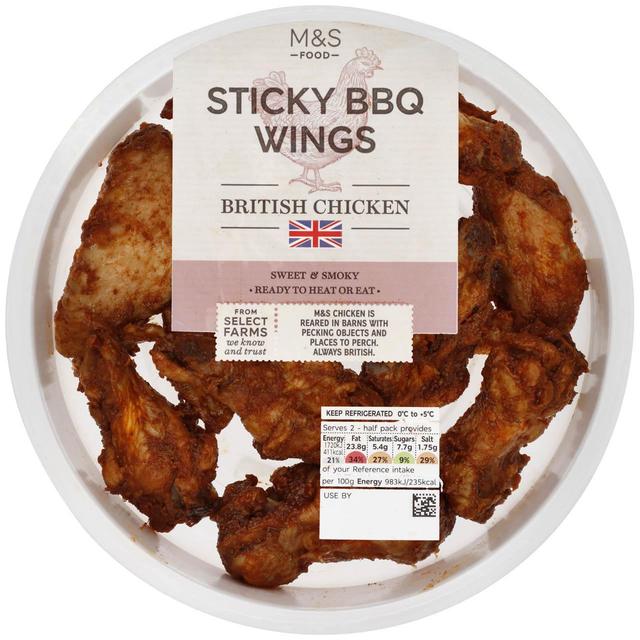 M&S
—FOOD—
STICKY BBQ
WINGS
BRITISH CHICKEN
SWEET & SMOKY
• READY TO HEAT OR EAT •
FROM
SELECT
FARMS
we know
and trust
M&S CHICKEN IS
REARED IN BARNS WITH
PECKING OBJECTS AND
PLACES TO PERCH.
ALWAYS BRITISH.
KEEP REFRIGERATED 0°C to +5°C
Serves 2 - half pack provides
Energy Fat Saturates Sugars Salt
1720kJ 23.8g 5.4g 7.7g 1.75g
411kcal
21% 34% 27% 9% 29%
of your Reference intake
per 100g Energy 983kJ/235kcal
USE BY